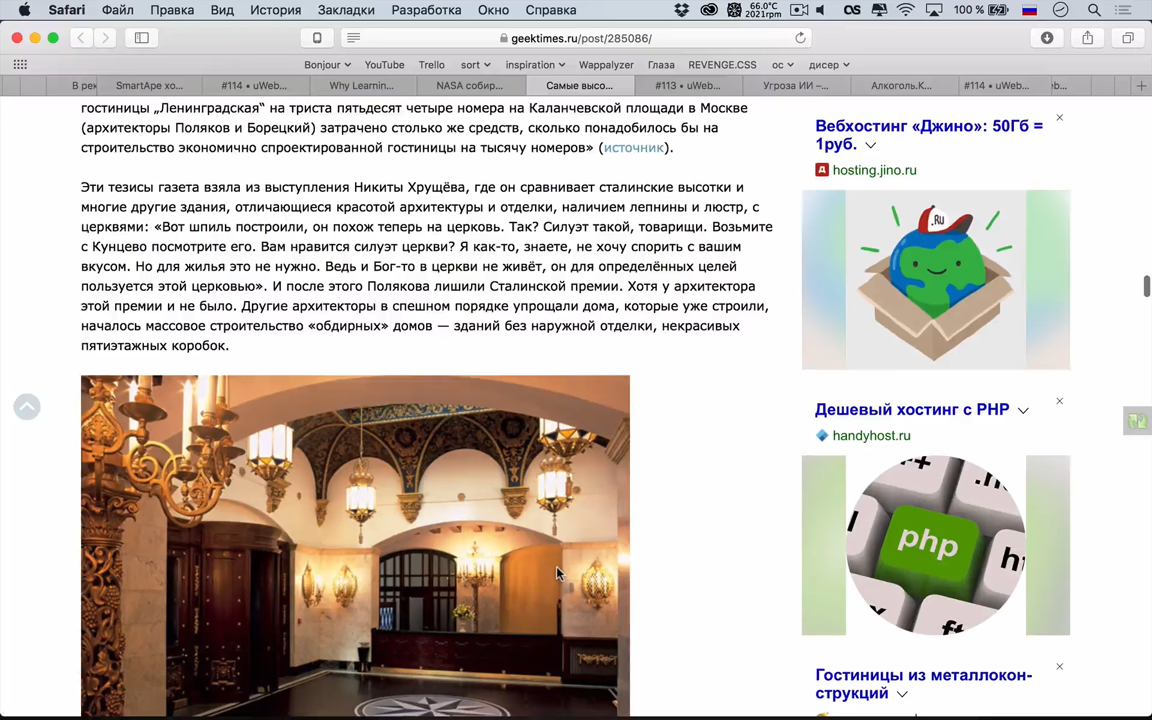 Safari Файл Правка Вид История Закладки Разработка Окно Справка
66.0°C
2021rpm
100 %
geektimes.ru/post/285086/
Bonjour YouTube Trello sort inspiration Wappalyzer Глаза REVENGE.CSS ос дисер
В рек SmartApe хо... #114 • uWeb... Why Learnin... NASA собир... Самые высо... #113 • uWeb... Угроза ИИ –... Алкоголь.К... #114 • uWeb...
гостиницы „Ленинградская“ на триста пятьдесят четыре номера на Каланчевской площади в Москве
(архитекторы Поляков и Борецкий) затрачено столько же средств, сколько понадобилось бы на
строительство экономично спроектированной гостиницы на тысячу номеров» (источник).
Эти тезисы газета взяла из выступления Никиты Хрущёва, где он сравнивает сталинские высотки и
многие другие здания, отличающиеся красотой архитектуры и отделки, наличием лепнины и люстр, с
церквями: «Вот шпиль построили, он похож теперь на церковь. Так? Силуэт такой, товарищи. Возьмите
с Кунцево посмотрите его. Вам нравится силуэт церкви? Я как-то, знаете, не хочу спорить с вашим
вкусом. Но для жилья это не нужно. Ведь и Бог-то в церкви не живёт, он для определённых целей
пользуется этой церковью». И после этого Полякова лишили Сталинской премии. Хотя у архитектора
этой премии и не было. Другие архитекторы в спешном порядке упрощали дома, которые уже строили,
началось массовое строительство «обдирных» домов — зданий без наружной отделки, некрасивых
пятиэтажных коробок.
Вебхостинг «Джино»: 50Гб =
1руб.
hosting.jino.ru
.RU
Дешевый хостинг с PHP
handyhost.ru
php
Гостиницы из металлокон-
струкций